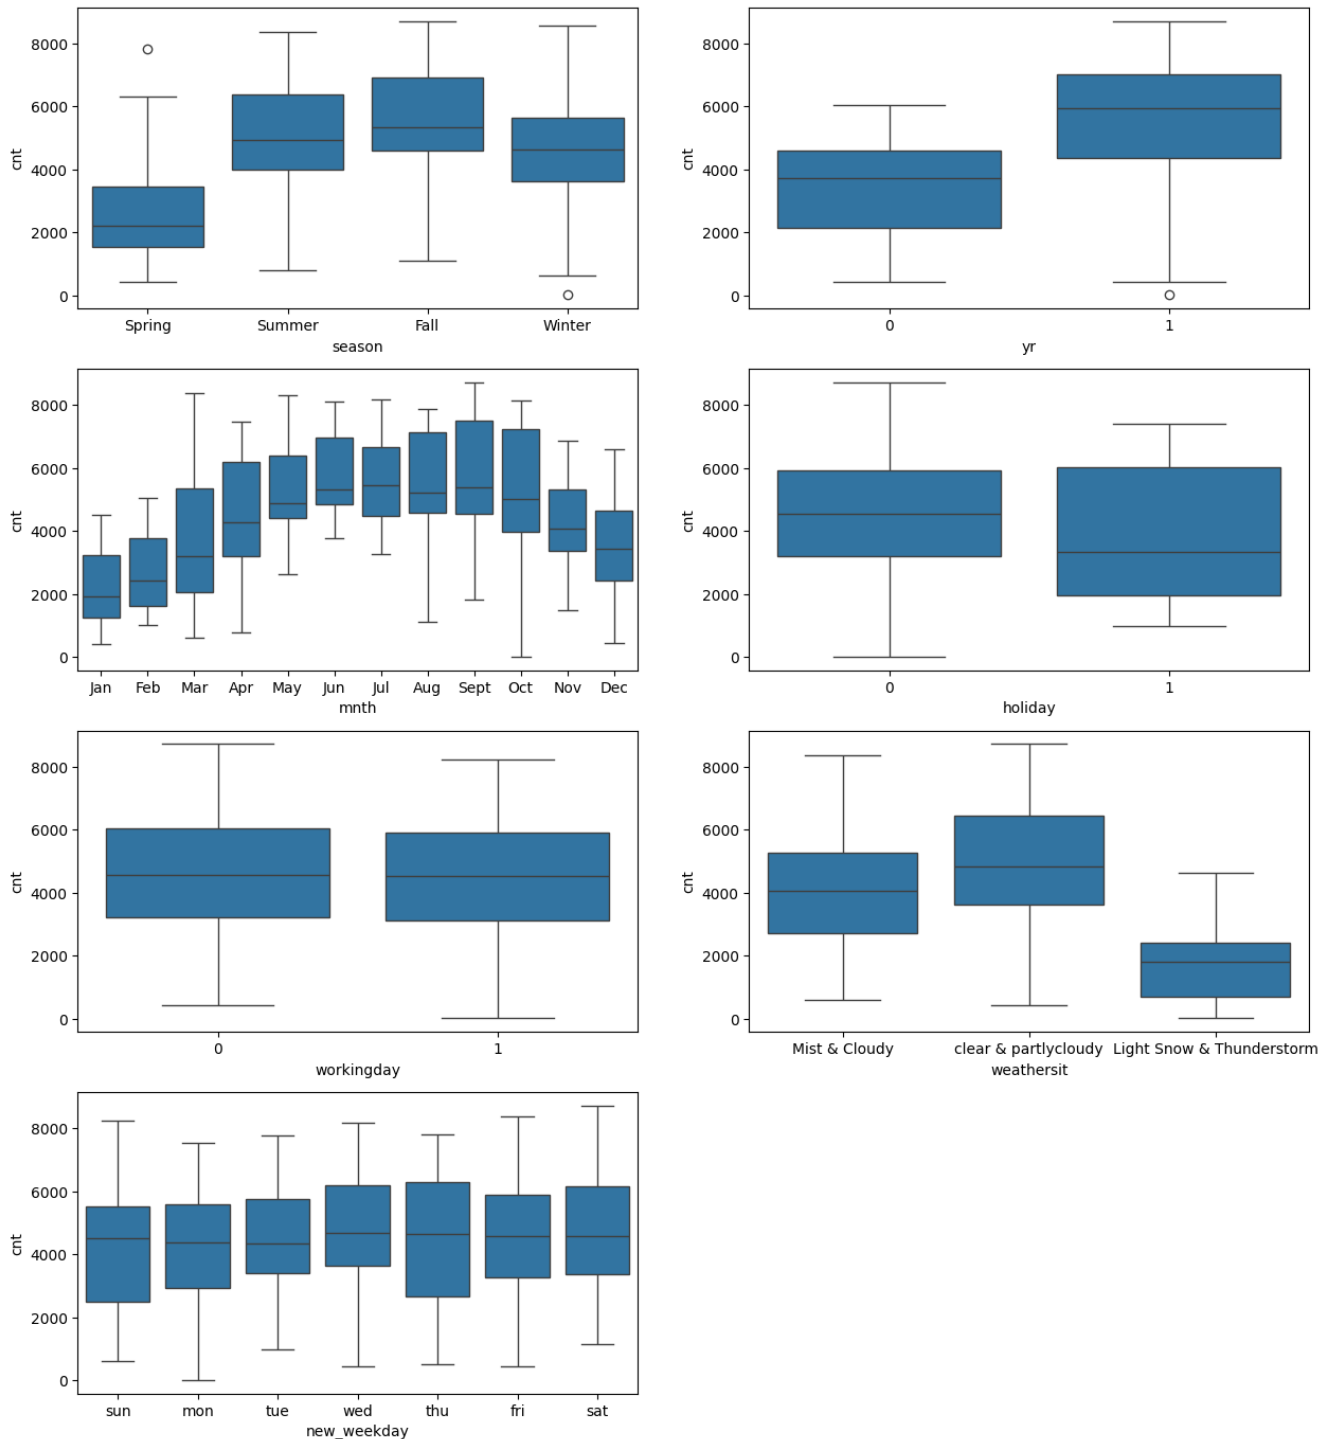 8000
6000
cnt
4000
2000
0
Spring Summer Fall Winter
season
8000
6000
cnt
4000
2000
0
0 1
yr
8000
6000
cnt
4000
2000
0
Jan Feb Mar Apr May Jun Jul Aug Sept Oct Nov Dec
mnth
8000
6000
cnt
4000
2000
0
0 1
holiday
8000
6000
cnt
4000
2000
0
0 1
workingday
8000
6000
cnt
4000
2000
0
Mist & Cloudy clear & partlycloudy Light Snow & Thunderstorm
weathersit
8000
6000
cnt
4000
2000
0
sun mon tue wed thu fri sat
new_weekday